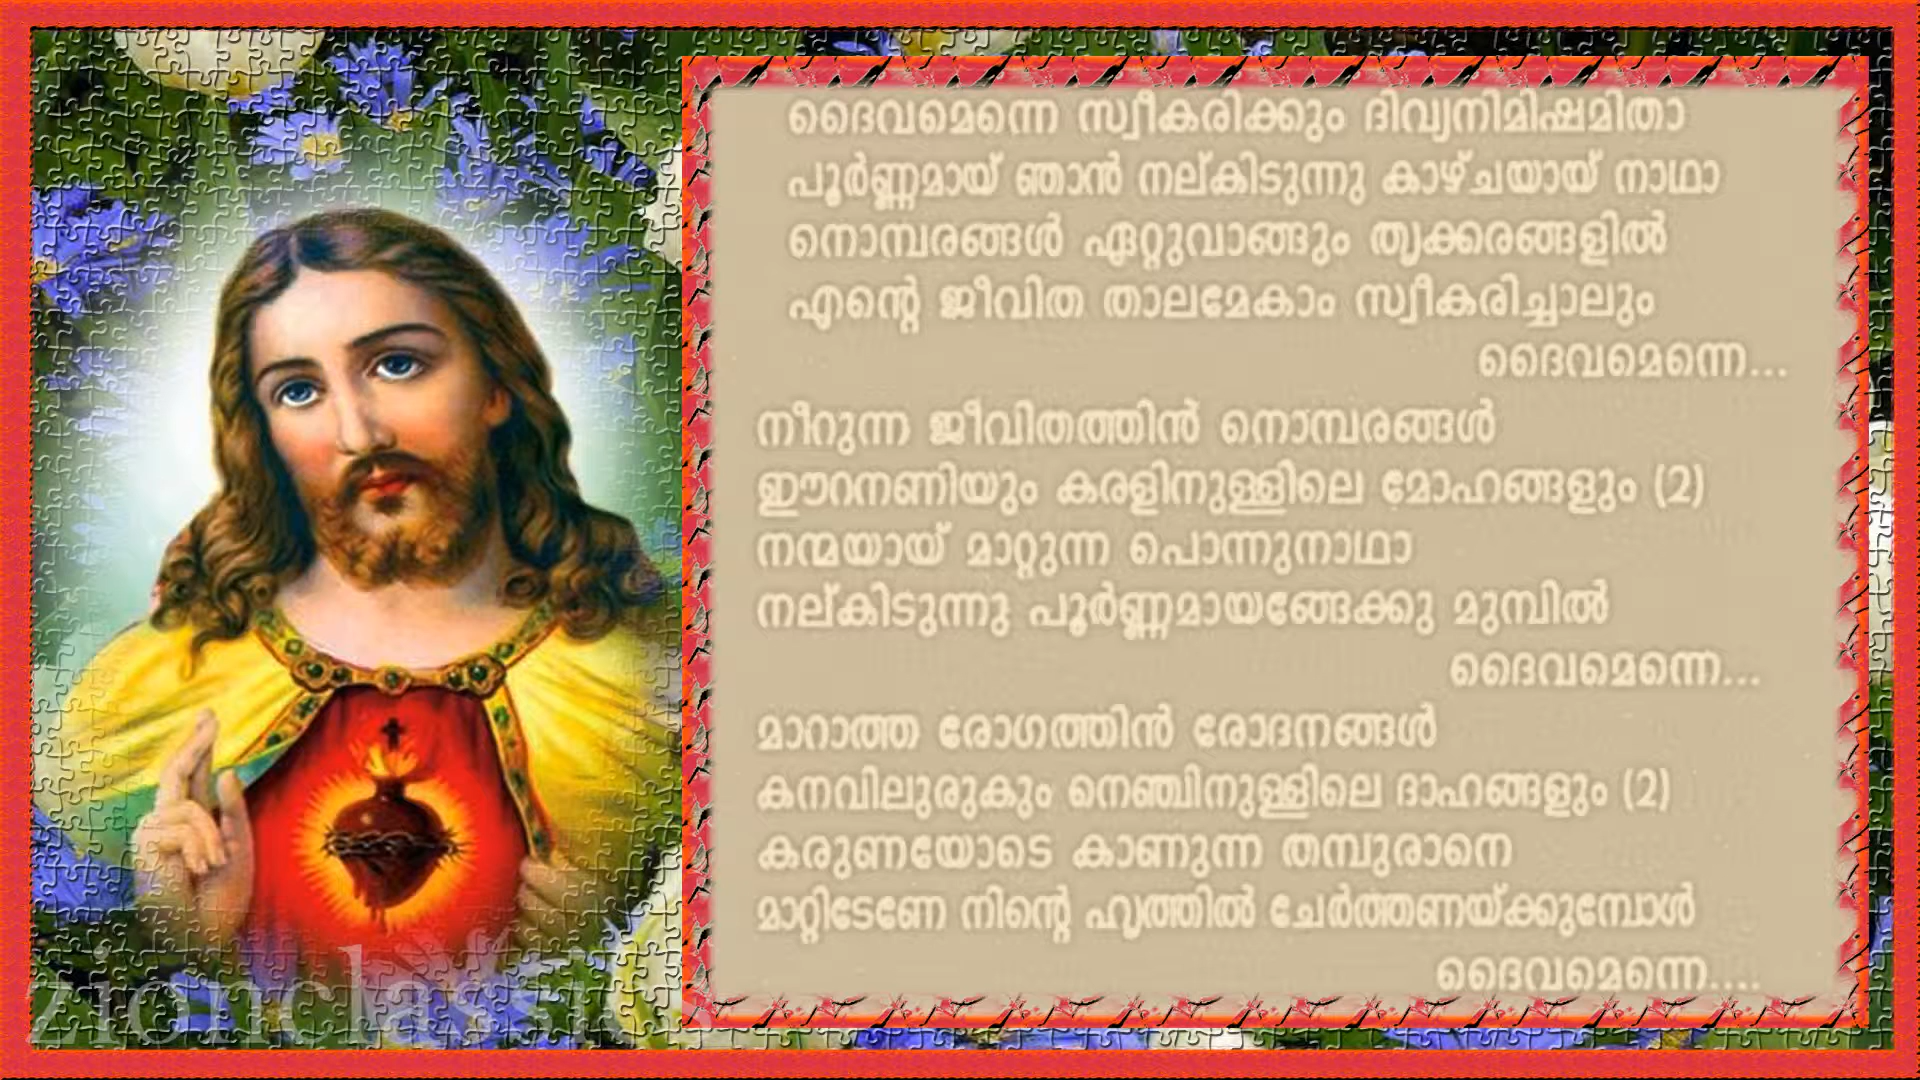 ദൈവമെന്നെ സ്വീകരിക്കും ദിവ്യനിമിഷമിതാ
പൂർണ്ണമായ് ഞാൻ നല്കിടുന്നു കാഴ്ചയായ് നാഥാ
നൊമ്പരങ്ങൾ ഏറ്റുവാങ്ങും തൃക്കരങ്ങളിൽ
എന്റെ ജീവിത താലമേകാം സ്വീകരിച്ചാലും
ദൈവമെന്നെ...
നീറുന്ന ജീവിതത്തിൻ നൊമ്പരങ്ങൾ
ഈറനണിയും കരളിനുള്ളിലെ മോഹങ്ങളും (2)
നന്മയായ് മാറ്റുന്ന പൊന്നുനാഥാ
നല്കിടുന്നു പൂർണ്ണമായങ്ങേക്കു മുമ്പിൽ
ദൈവമെന്നെ...
മാറാത്ത രോഗത്തിൻ രോദനങ്ങൾ
കനവിലുരുകും നെഞ്ചിനുള്ളിലെ ദാഹങ്ങളും (2)
കരുണയോടെ കാണുന്ന തമ്പുരാനെ
മാറ്റിടേണേ നിന്റെ ഹൃത്തിൽ ചേർത്തണയ്ക്കുമ്പോൾ
ദൈവമെന്നെ....
zionclassic